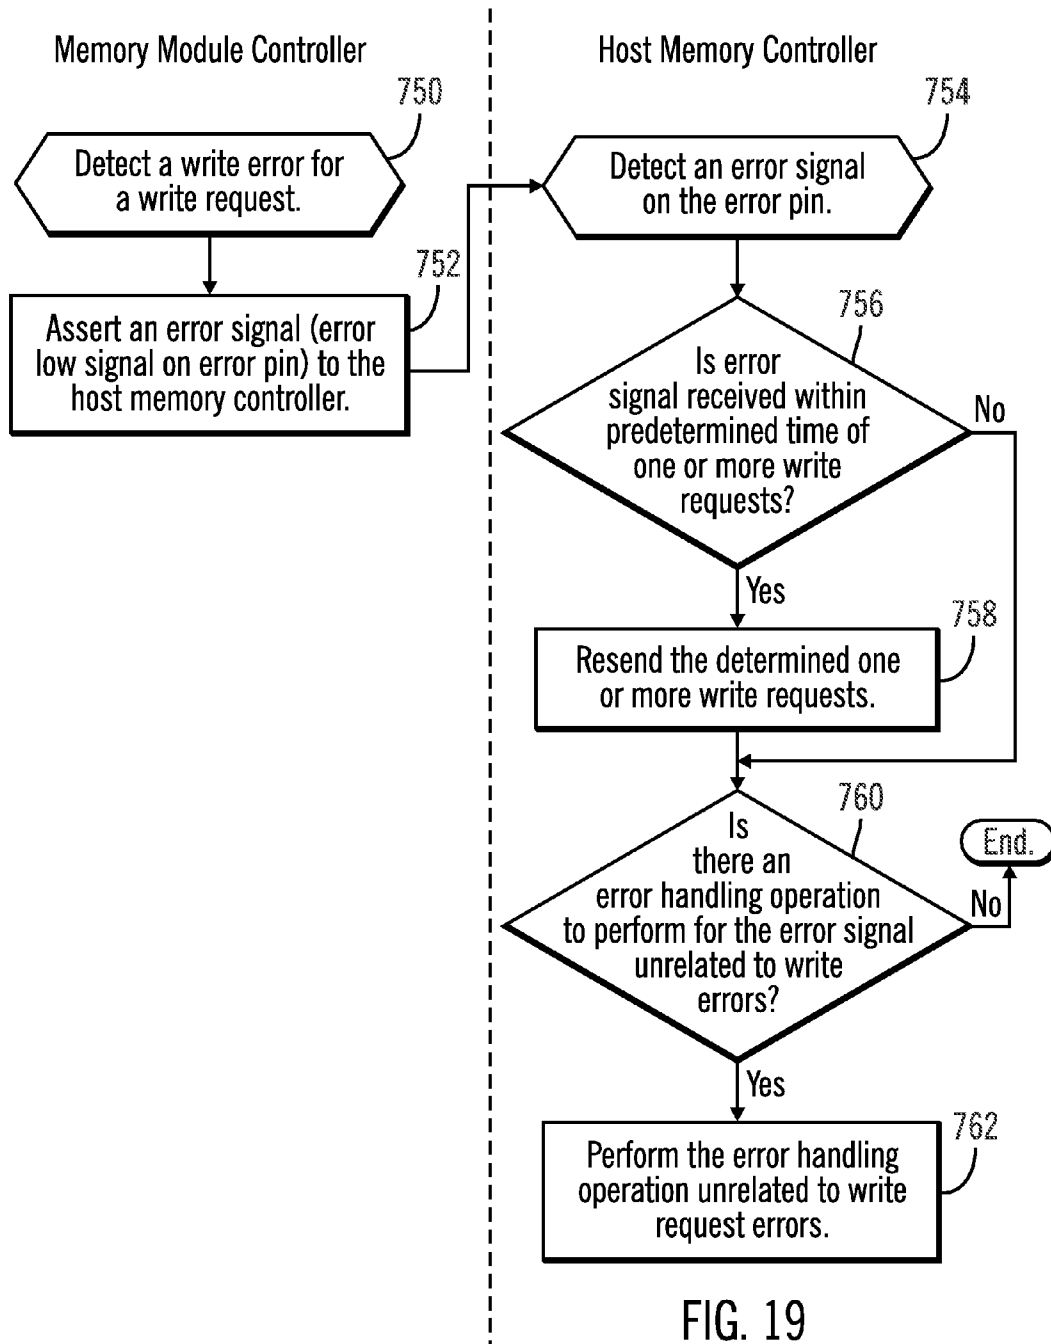 Memory Module Controller
750
Detect a write error for
a write request.
752
Assert an error signal (error
low signal on error pin) to the
host memory controller.
Host Memory Controller
754
Detect an error signal
on the error pin.
756
Is error
signal received within
predetermined time of
one or more write
requests?
No
Yes
758
Resend the determined one
or more write requests.
760
Is
there an
error handling operation
to perform for the error signal
unrelated to write
errors?
No
End.
Yes
762
Perform the error handling
operation unrelated to write
request errors.
FIG. 19